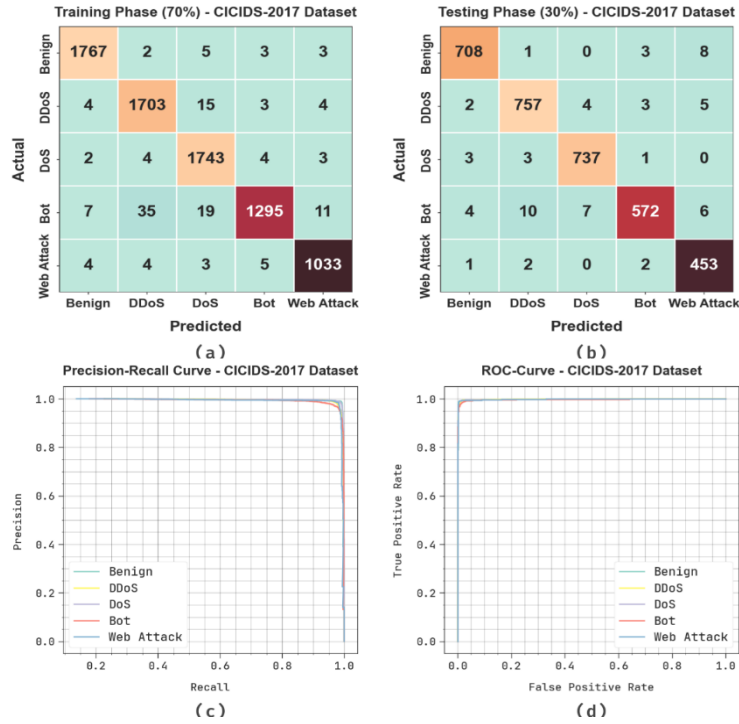 Training Phase (70%) - CICIDS-2017 Dataset
Actual
Benign 1767 2 5 3 3
DDoS 4 1703 15 3 4
DoS 2 4 1743 4 3
Bot 7 35 19 1295 11
Web Attack 4 4 3 5 1033
Benign DDoS DoS Bot Web Attack
Predicted
(a)
Testing Phase (30%) - CICIDS-2017 Dataset
Actual
Benign 708 1 0 3 8
DDoS 2 757 4 3 5
DoS 3 3 737 1 0
Bot 4 10 7 572 6
Web Attack 1 2 0 2 453
Benign DDoS DoS Bot Web Attack
Predicted
(b)
Precision-Recall Curve - CICIDS-2017 Dataset
Precision
1.0
0.8
0.6
0.4
0.2
0.0
Benign
DDoS
DoS
Bot
Web Attack
0.2 0.4 0.6 0.8 1.0
Recall
(c)
ROC-Curve - CICIDS-2017 Dataset
True Positive Rate
1.0
0.8
0.6
0.4
0.2
0.0
Benign
DDoS
DoS
Bot
Web Attack
0.0 0.2 0.4 0.6 0.8 1.0
False Positive Rate
(d)